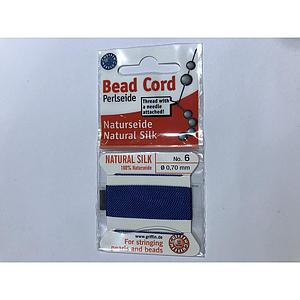 Bead Cord
Perlseide
Thread with
a needle
attached!
Naturseide
Natural Silk
NATURAL SILK
100% Naturseide
No. 6
Ø 0,70 mm
www.griffin.de
For stringing
pearls and beads